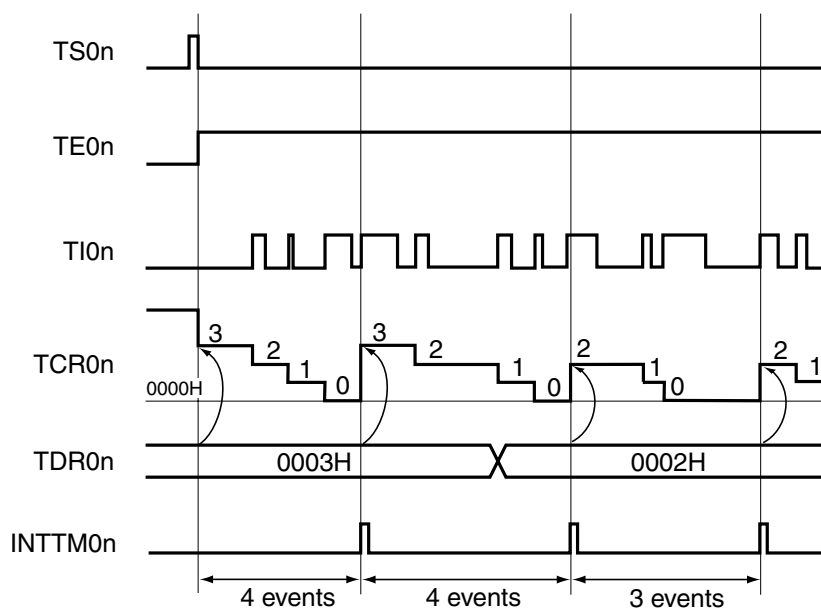 TS0n
TE0n
TI0n
TCR0n
3 2 1 0 3 2 1 0 2 1 0 2 1
0000H
TDR0n
0003H 0002H
INTTM0n
4 events 4 events 3 events